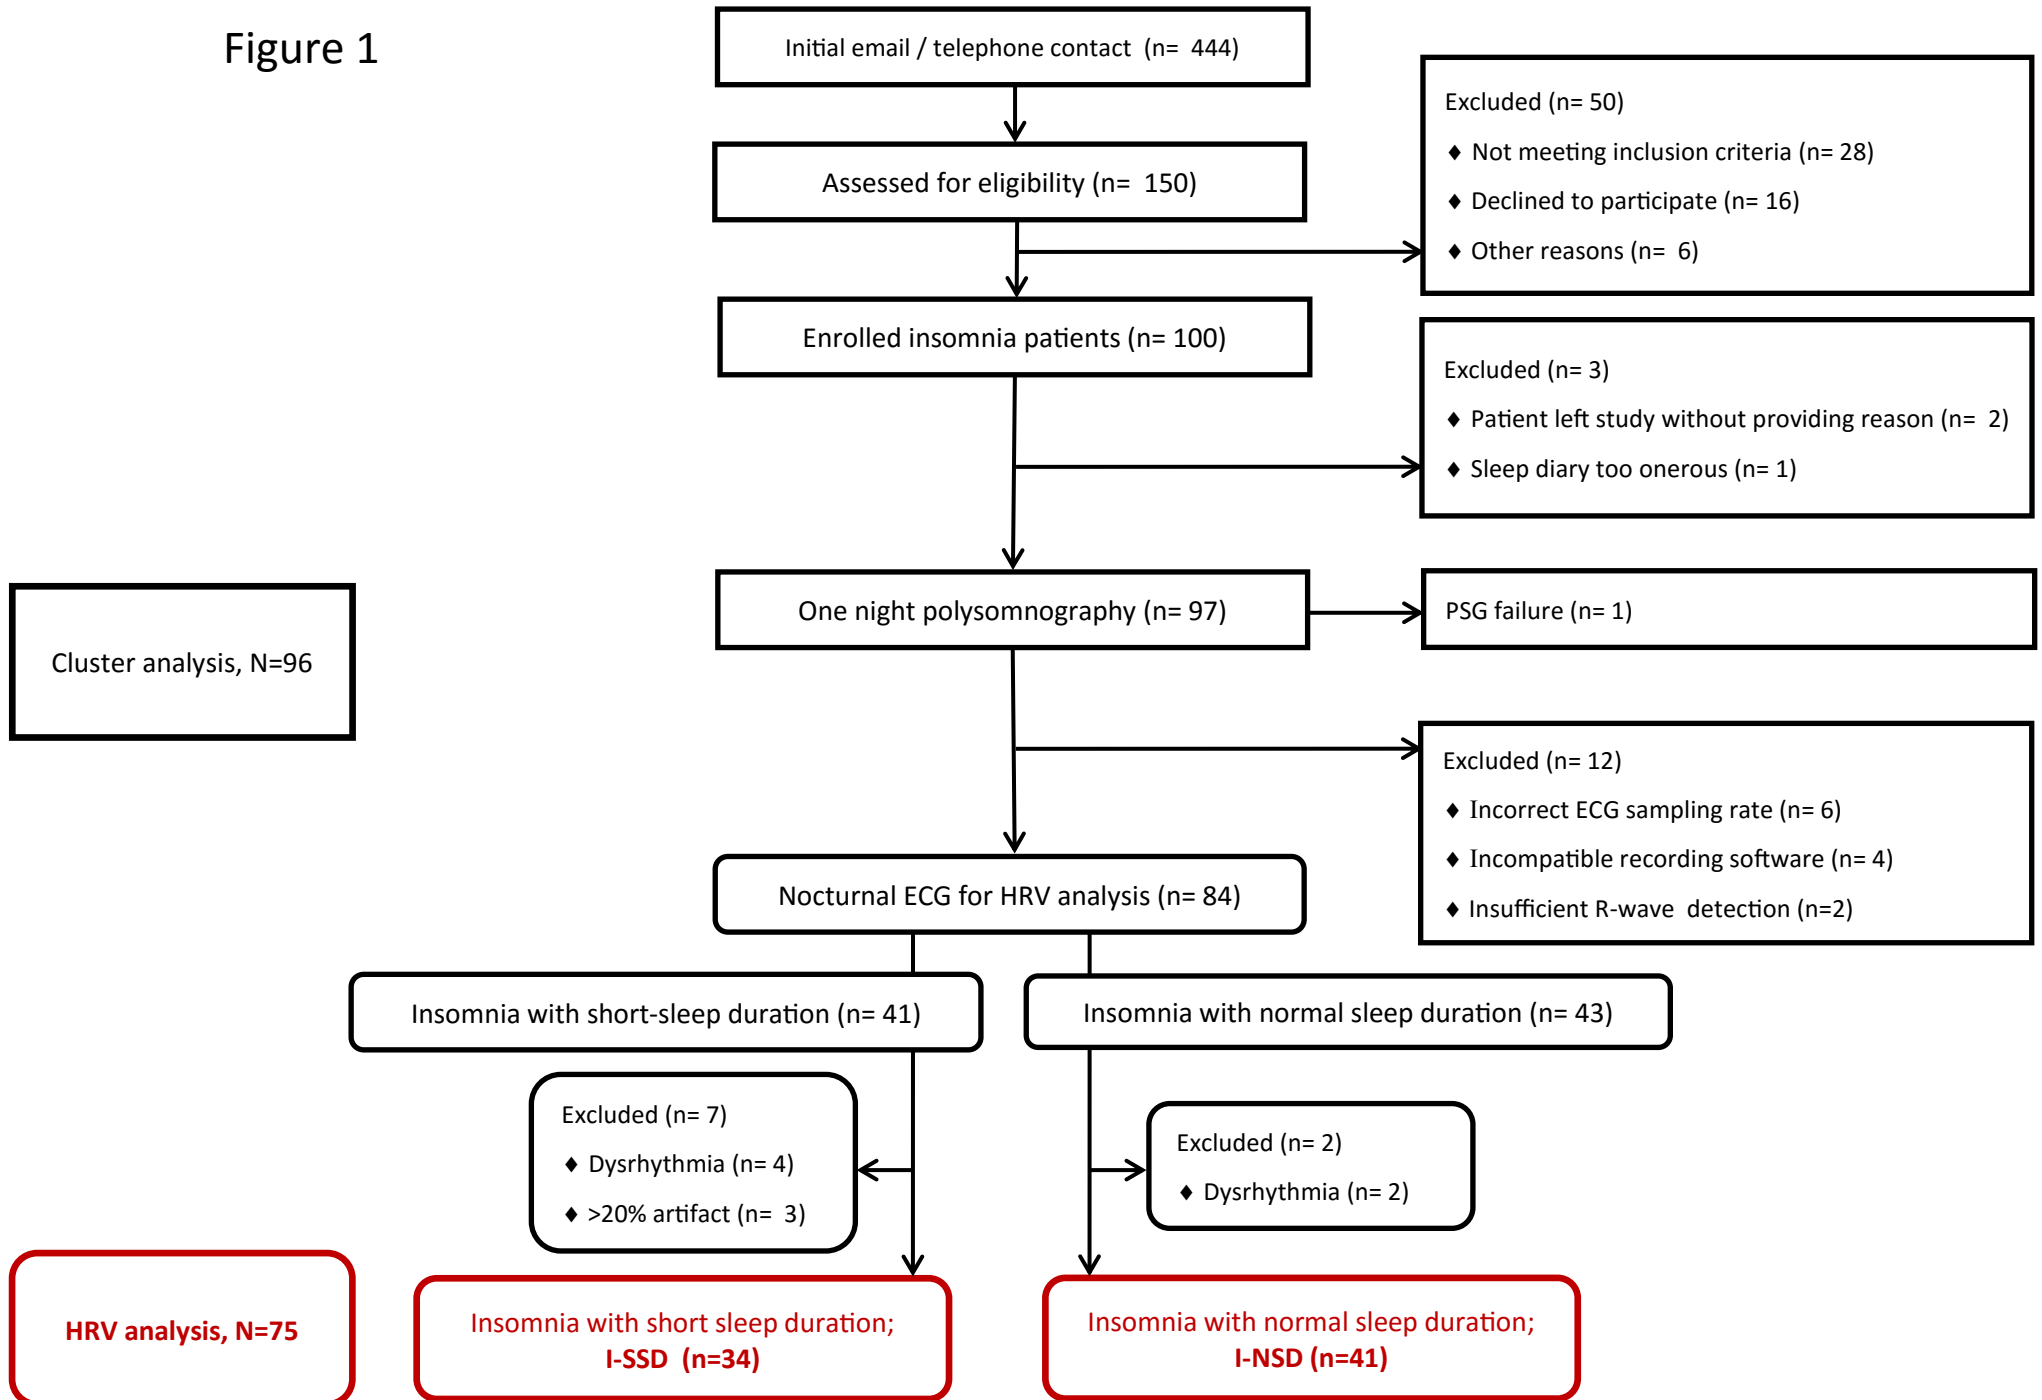 Figure 1
Initial email / telephone contact (n= 444)
Assessed for eligibility (n= 150)
Excluded (n= 50)
♦ Not meeting inclusion criteria (n= 28)
♦ Declined to participate (n= 16)
♦ Other reasons (n= 6)
Enrolled insomnia patients (n= 100)
Excluded (n= 3)
♦ Patient left study without providing reason (n= 2)
♦ Sleep diary too onerous (n= 1)
One night polysomnography (n= 97)
PSG failure (n= 1)
Cluster analysis, N=96
Excluded (n= 12)
♦ Incorrect ECG sampling rate (n= 6)
♦ Incompatible recording software (n= 4)
♦ Insufficient R-wave detection (n=2)
Nocturnal ECG for HRV analysis (n= 84)
Insomnia with short-sleep duration (n= 41)
Insomnia with normal sleep duration (n= 43)
Excluded (n= 7)
♦ Dysrhythmia (n= 4)
♦ >20% artifact (n= 3)
Excluded (n= 2)
♦ Dysrhythmia (n= 2)
HRV analysis, N=75
Insomnia with short sleep duration;
I-SSD (n=34)
Insomnia with normal sleep duration;
I-NSD (n=41)